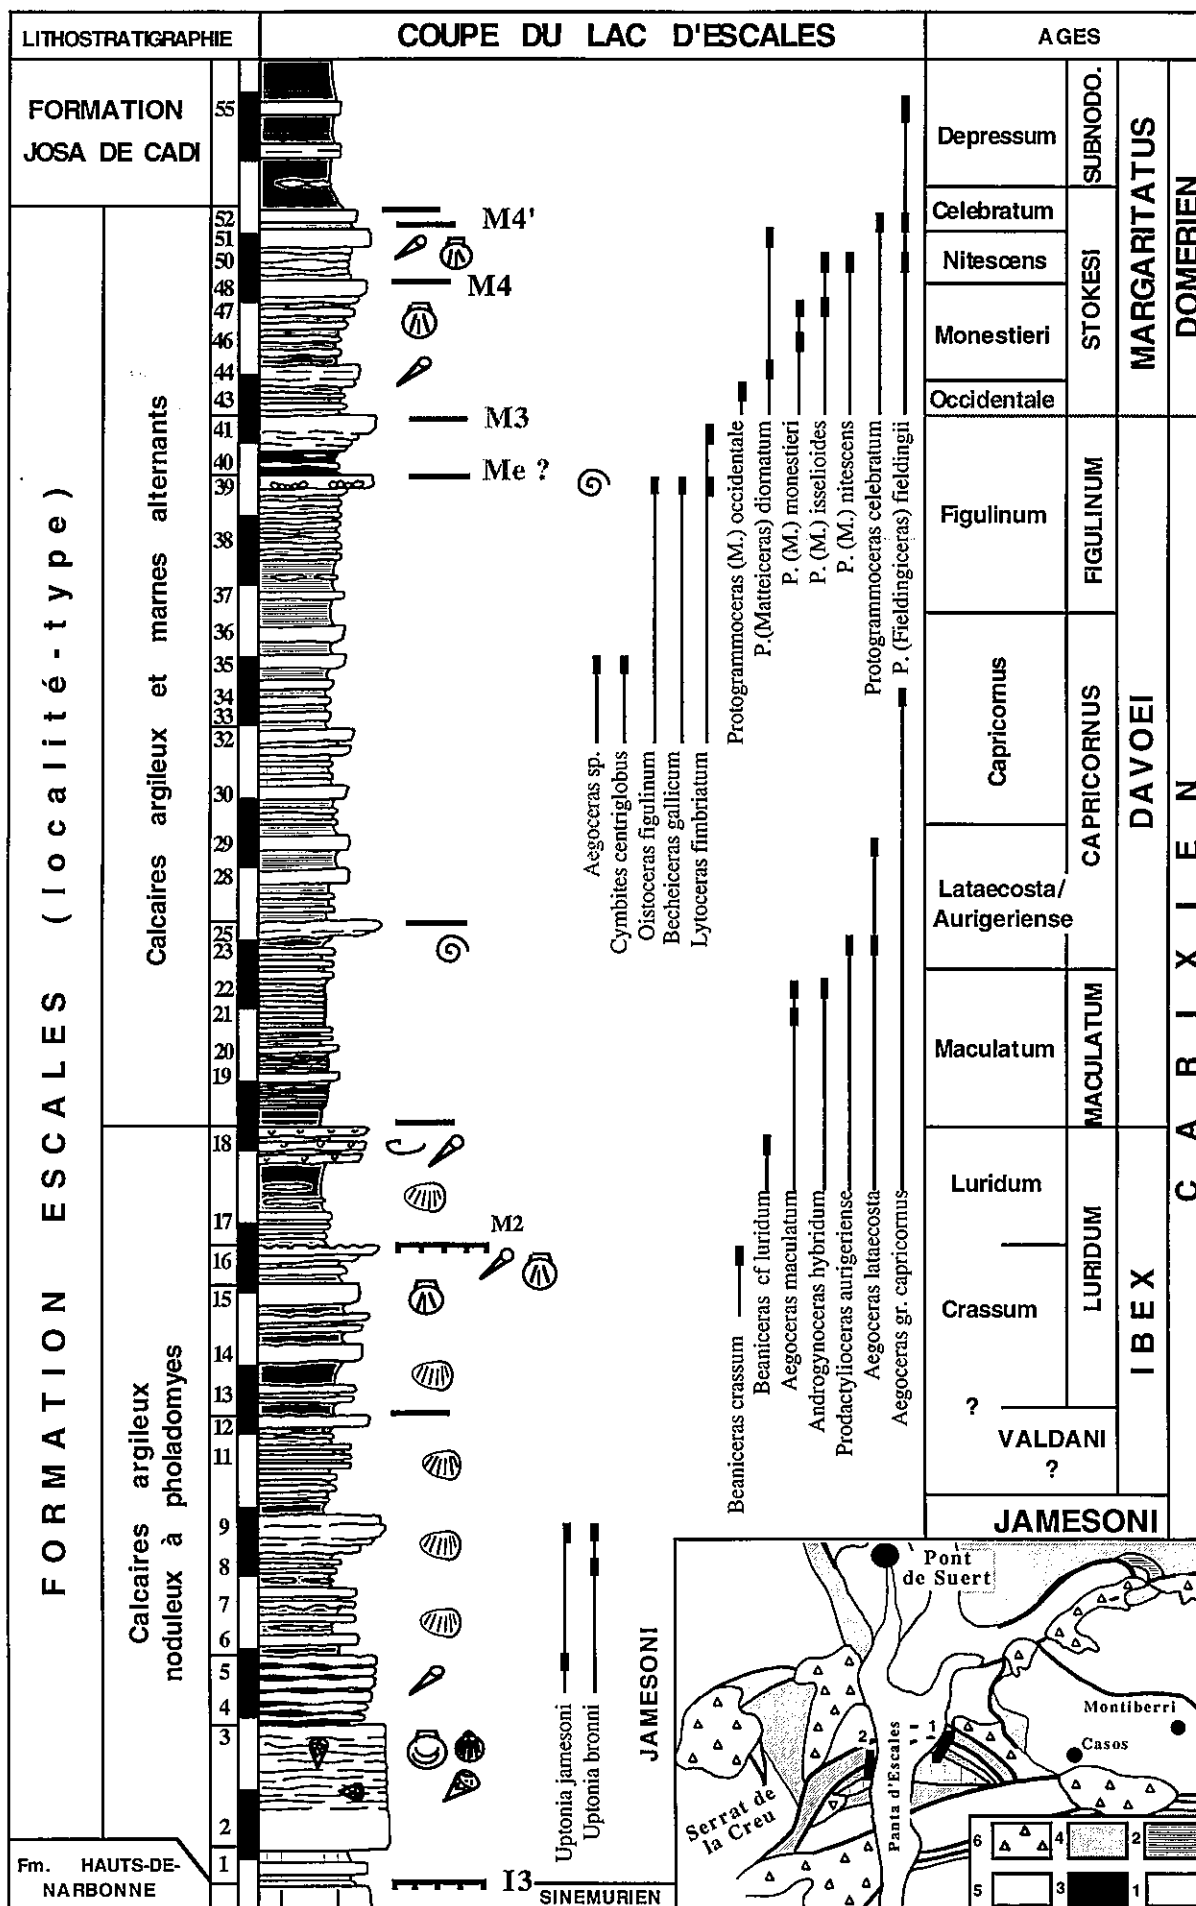 LITHOSTRATIGRAPHIE
COUPE DU LAC D'ESCALES
AGES
FORMATION
JOSA DE CADI
FORMATION ESCALES (localité-type)
Calcaires argileux et marnes alternants
Calcaires argileux
noduleux à pholadomyes
Fm. HAUTS-DE-
NARBONNE
55
52
51
50
48
47
46
44
43
41
40
39
38
37
36
35
34
33
32
30
29
28
25
23
22
21
20
19
18
17
16
15
14
13
12
11
9
8
7
6
5
4
3
2
1
M4'
M4
M3
Me ?
M2
I3
SINEMURIEN
JAMESONI
Protogrammoceras (M.) occidentale
P.(Matteiceras) diornatum
P. (M.) monestieri
P. (M.) isselioides
P. (M.) nitescens
Protogrammoceras celebratum
P. (Fieldingiceras) fieldingii
Aegoceras sp.
Cymbites centriglobus
Oistoceras figulinum
Becheiceras gallicum
Lytoceras fimbriatum
Beaniceras crassum
Beaniceras cf luridum
Aegoceras maculatum
Androgynoceras hybridum
Prodactylioceras aurigeriense
Aegoceras lataecosta
Aegoceras gr. capricornus
Uptonia jamesoni
Uptonia bronni
Depressum
Celebratum
Nitescens
Monestieri
Occidentale
Figulinum
Capricornus
Lataecosta/
Aurigeriense
Maculatum
Luridum
Crassum
?
VALDANI
?
JAMESONI
SUBNODO.
STOKESI
FIGULINUM
CAPRICORNUS
MACULATUM
LURIDUM
MARGARITATUS
DAVOEI
IBEX
DOMERIEN
CARIXIEN
Pont
de Suert
Montiberri
Casos
Panta d'Escales
Serrat de
la Creu
2
1
6
4
2
5
3
1